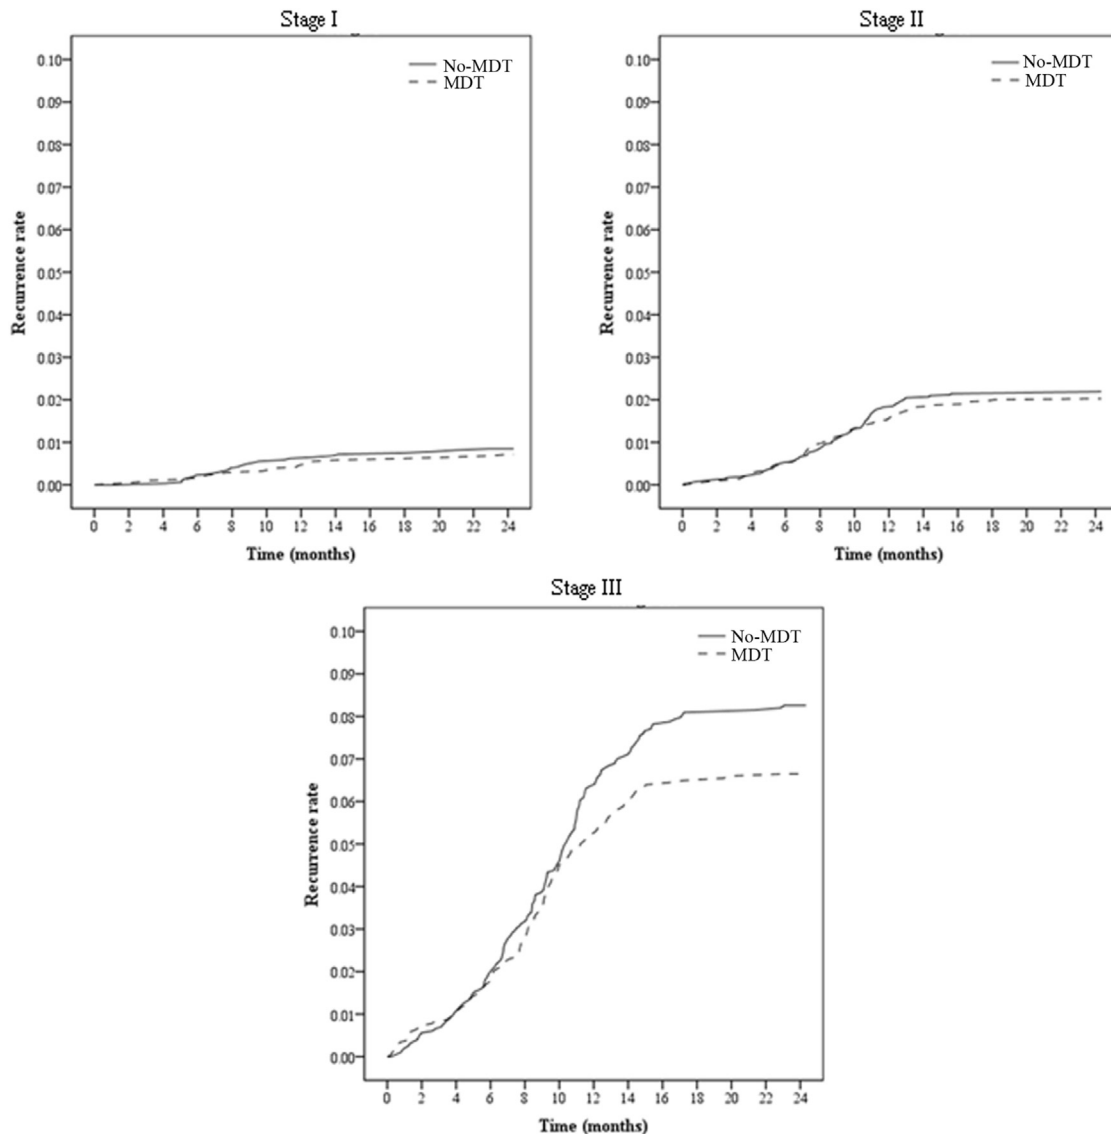 Stage I
No-MDT
MDT
0.10
0.09
0.08
0.07
0.06
0.05
0.04
0.03
0.02
0.01
0.00
Recurrence rate
0 2 4 6 8 10 12 14 16 18 20 22 24
Time (months)
Stage II
No-MDT
MDT
0.10
0.09
0.08
0.07
0.06
0.05
0.04
0.03
0.02
0.01
0.00
Recurrence rate
0 2 4 6 8 10 12 14 16 18 20 22 24
Time (months)
Stage III
No-MDT
MDT
0.10
0.09
0.08
0.07
0.06
0.05
0.04
0.03
0.02
0.01
0.00
Recurrence rate
0 2 4 6 8 10 12 14 16 18 20 22 24
Time (months)